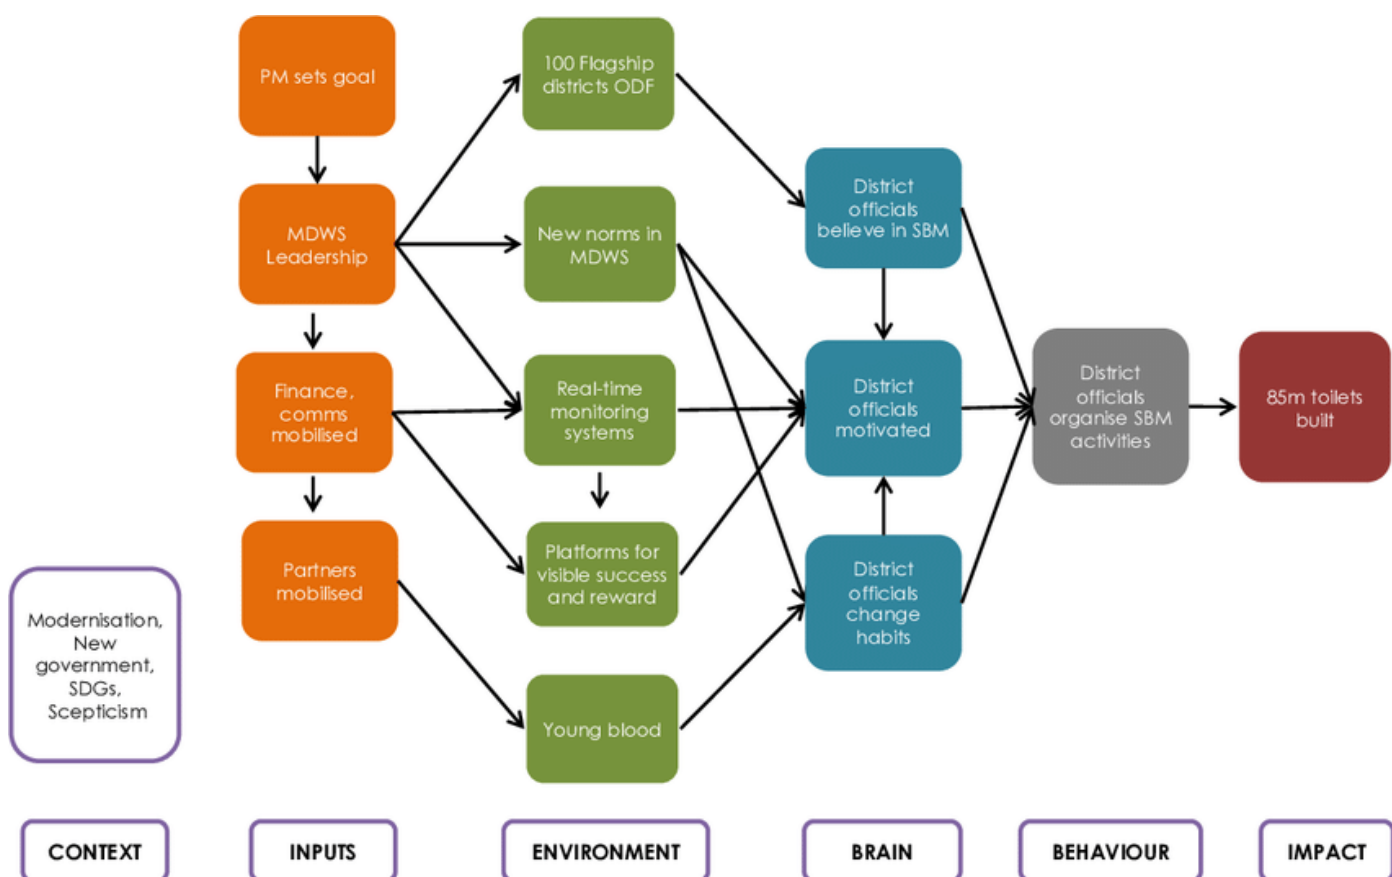 PM sets goal
MDWS
Leadership
Finance,
comms
mobilised
Partners
mobilised
100 Flagship
districts ODF
New norms in
MDWS
Real-time
monitoring
systems
Platforms for
visible success
and reward
Young blood
District
officials
believe in SBM
District
officials
motivated
District
officials
change
habits
District
officials
organise SBM
activities
85m toilets
built
Modernisation,
New
government,
SDGs,
Scepticism
CONTEXT
INPUTS
ENVIRONMENT
BRAIN
BEHAVIOUR
IMPACT